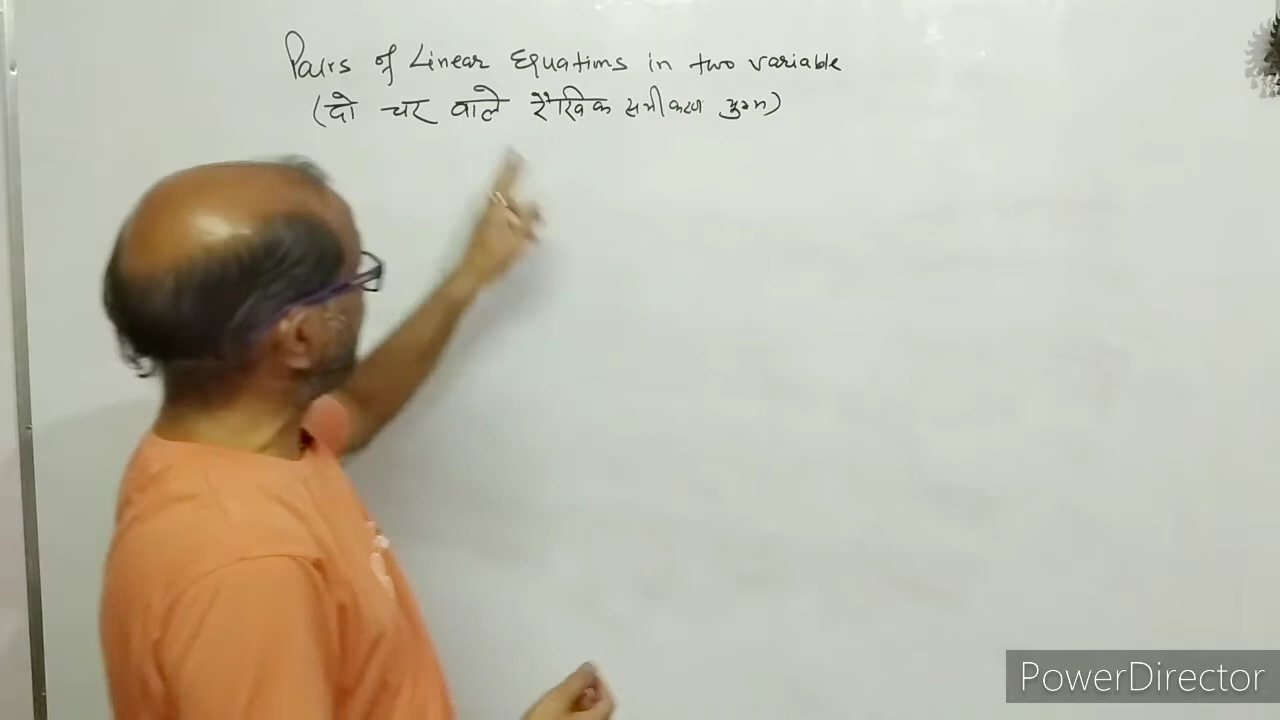 Pairs of Linear Equations in two variable
(दो चर वाले रैखिक समीकरण युग्म)
PowerDirector